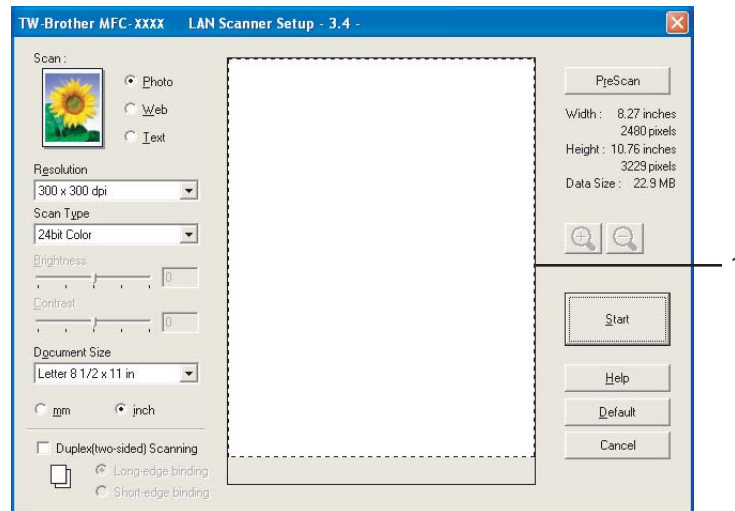 TW-Brother MFC-XXXX LAN Scanner Setup - 3.4 -
Scan :
Photo
Web
Text
Resolution
300 x 300 dpi
Scan Type
24bit Color
Brightness
0
Contrast
0
Document Size
Letter 8 1/2 x 11 in
mm inch
Duplex(two-sided) Scanning
Long-edge binding
Short-edge binding
PreScan
Width : 8.27 inches
2480 pixels
Height : 10.76 inches
3229 pixels
Data Size : 22.9 MB
1
Start
Help
Default
Cancel